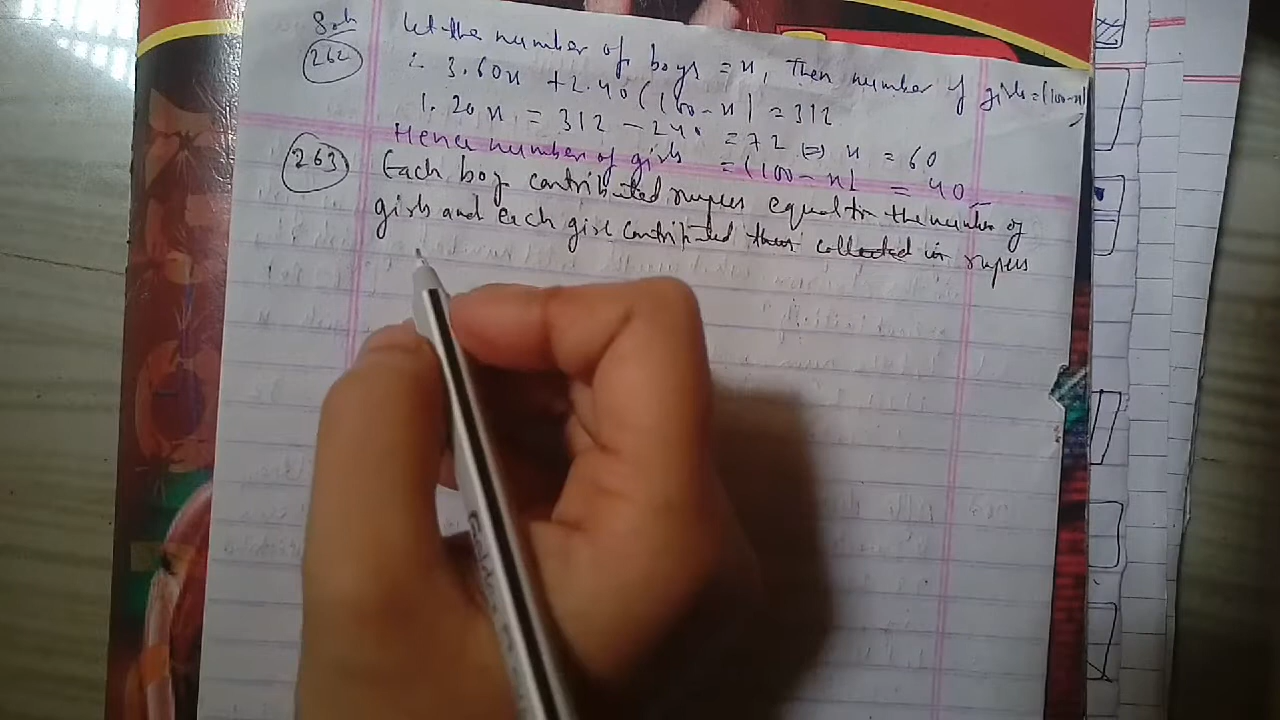 Soln
262 Let the number of boys = x, Then number of girls = (100-x)
∴ 3.60x + 2.40 (100-x) = 312
1.20x = 312 - 240 = 72 ⇒ x = 60
Hence number of girls = (100-x) = 40
263 Each boy contributed rupees equal to the number of
girls and each girl contributed collected in rupees